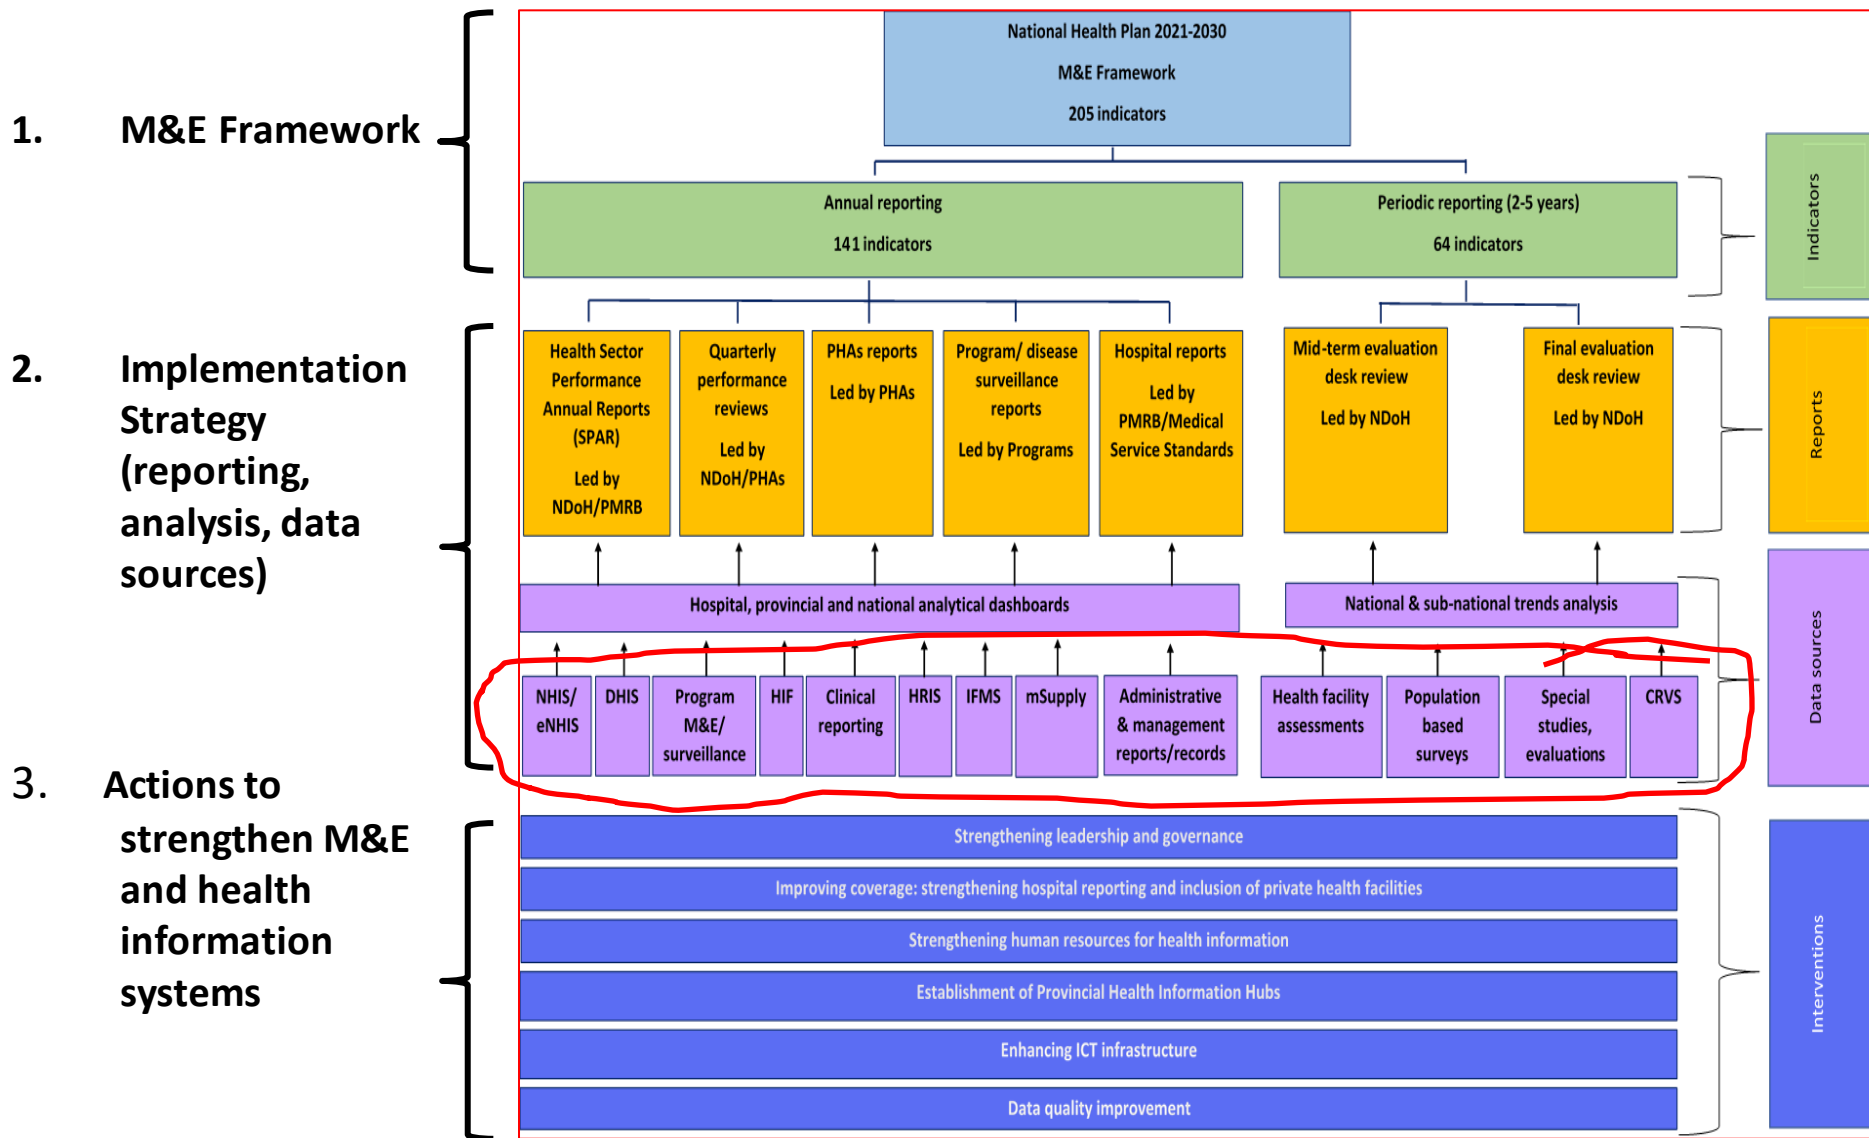 1. M&E Framework
2. Implementation
Strategy
(reporting,
analysis, data
sources)
3. Actions to
strengthen M&E
and health
information
systems
National Health Plan 2021-2030
M&E Framework
205 indicators
Annual reporting
141 indicators
Periodic reporting (2-5 years)
64 indicators
Indicators
Health Sector
Performance
Annual Reports
(SPAR)
Led by
NDoH/PMRB
Quarterly
performance
reviews
Led by
NDoH/PHAs
PHAs reports
Led by PHAs
Program/ disease
surveillance
reports
Led by Programs
Hospital reports
Led by
PMRB/Medical
Service Standards
Mid-term evaluation
desk review
Led by NDoH
Final evaluation
desk review
Led by NDoH
Reports
Hospital, provincial and national analytical dashboards
National & sub-national trends analysis
NHIS/
eNHIS
DHIS
Program
M&E/
surveillance
HIF
Clinical
reporting
HRIS
IFMS
mSupply
Administrative
& management
reports/records
Health facility
assessments
Population
based
surveys
Special
studies,
evaluations
CRVS
Data sources
Strengthening leadership and governance
Improving coverage: strengthening hospital reporting and inclusion of private health facilities
Strengthening human resources for health information
Establishment of Provincial Health Information Hubs
Enhancing ICT infrastructure
Data quality improvement
Interventions